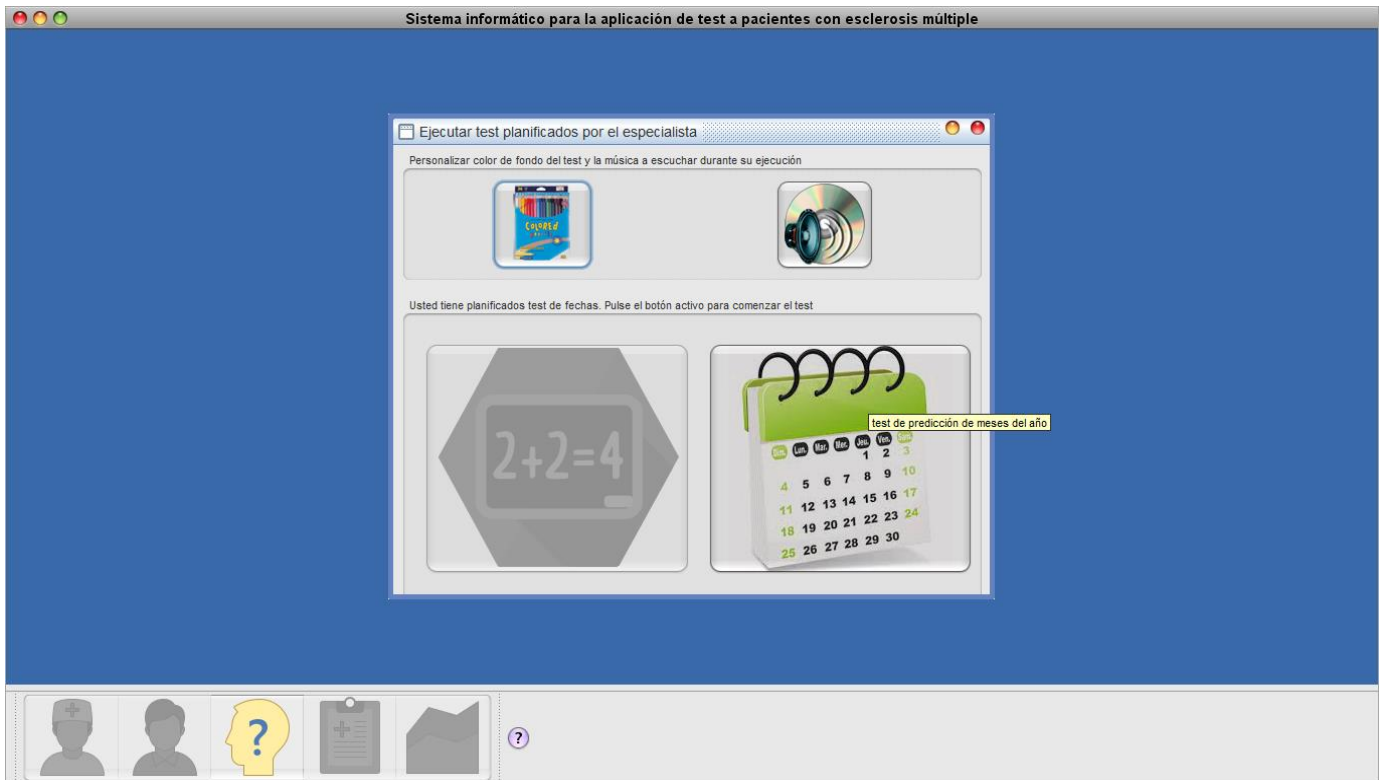 Sistema informático para la aplicación de test a pacientes con esclerosis múltiple
Ejecutar test planificados por el especialista
Personalizar color de fondo del test y la música a escuchar durante su ejecución
COLORED
Usted tiene planificados test de fechas. Pulse el botón activo para comenzar el test
2+2=4
test de predicción de meses del año
Dim. Lun. Mar. Mer. Jeu. Ven.
1 2 3
4 5 6 7 8 9 10
11 12 13 14 15 16 17
18 19 20 21 22 23 24
25 26 27 28 29 30
?
?